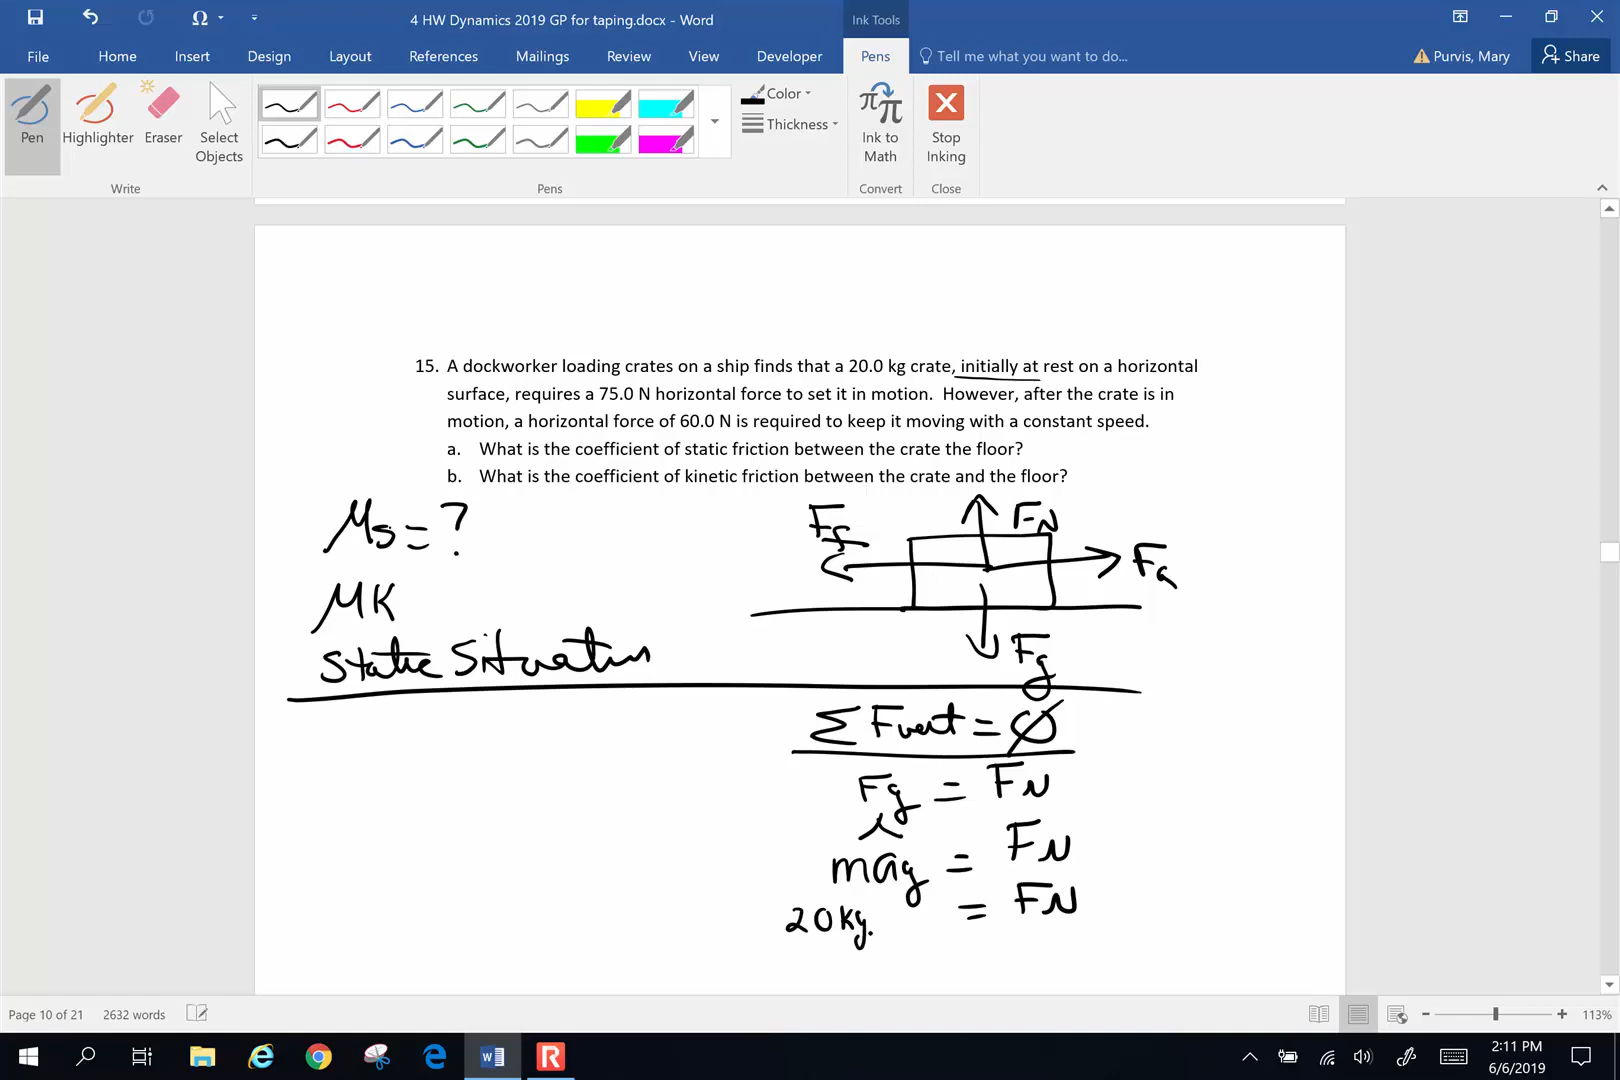 4 HW Dynamics 2019 GP for taping.docx - Word
Ink Tools
File Home Insert Design Layout References Mailings Review View Developer Pens Tell me what you want to do... Purvis, Mary Share
Pen Highlighter Eraser Select Objects
Color
Thickness
Ink to Math
Stop Inking
Write Pens Convert Close
15. A dockworker loading crates on a ship finds that a 20.0 kg crate, initially at rest on a horizontal
surface, requires a 75.0 N horizontal force to set it in motion. However, after the crate is in
motion, a horizontal force of 60.0 N is required to keep it moving with a constant speed.
a. What is the coefficient of static friction between the crate the floor?
b. What is the coefficient of kinetic friction between the crate and the floor?
μs = ?
μK
Static Situation
Ff
FN
Fa
Fg
Σ Fvert = ∅
Fg = FN
mag = FN
20kg. = FN
Page 10 of 21 2632 words 113%
2:11 PM
6/6/2019